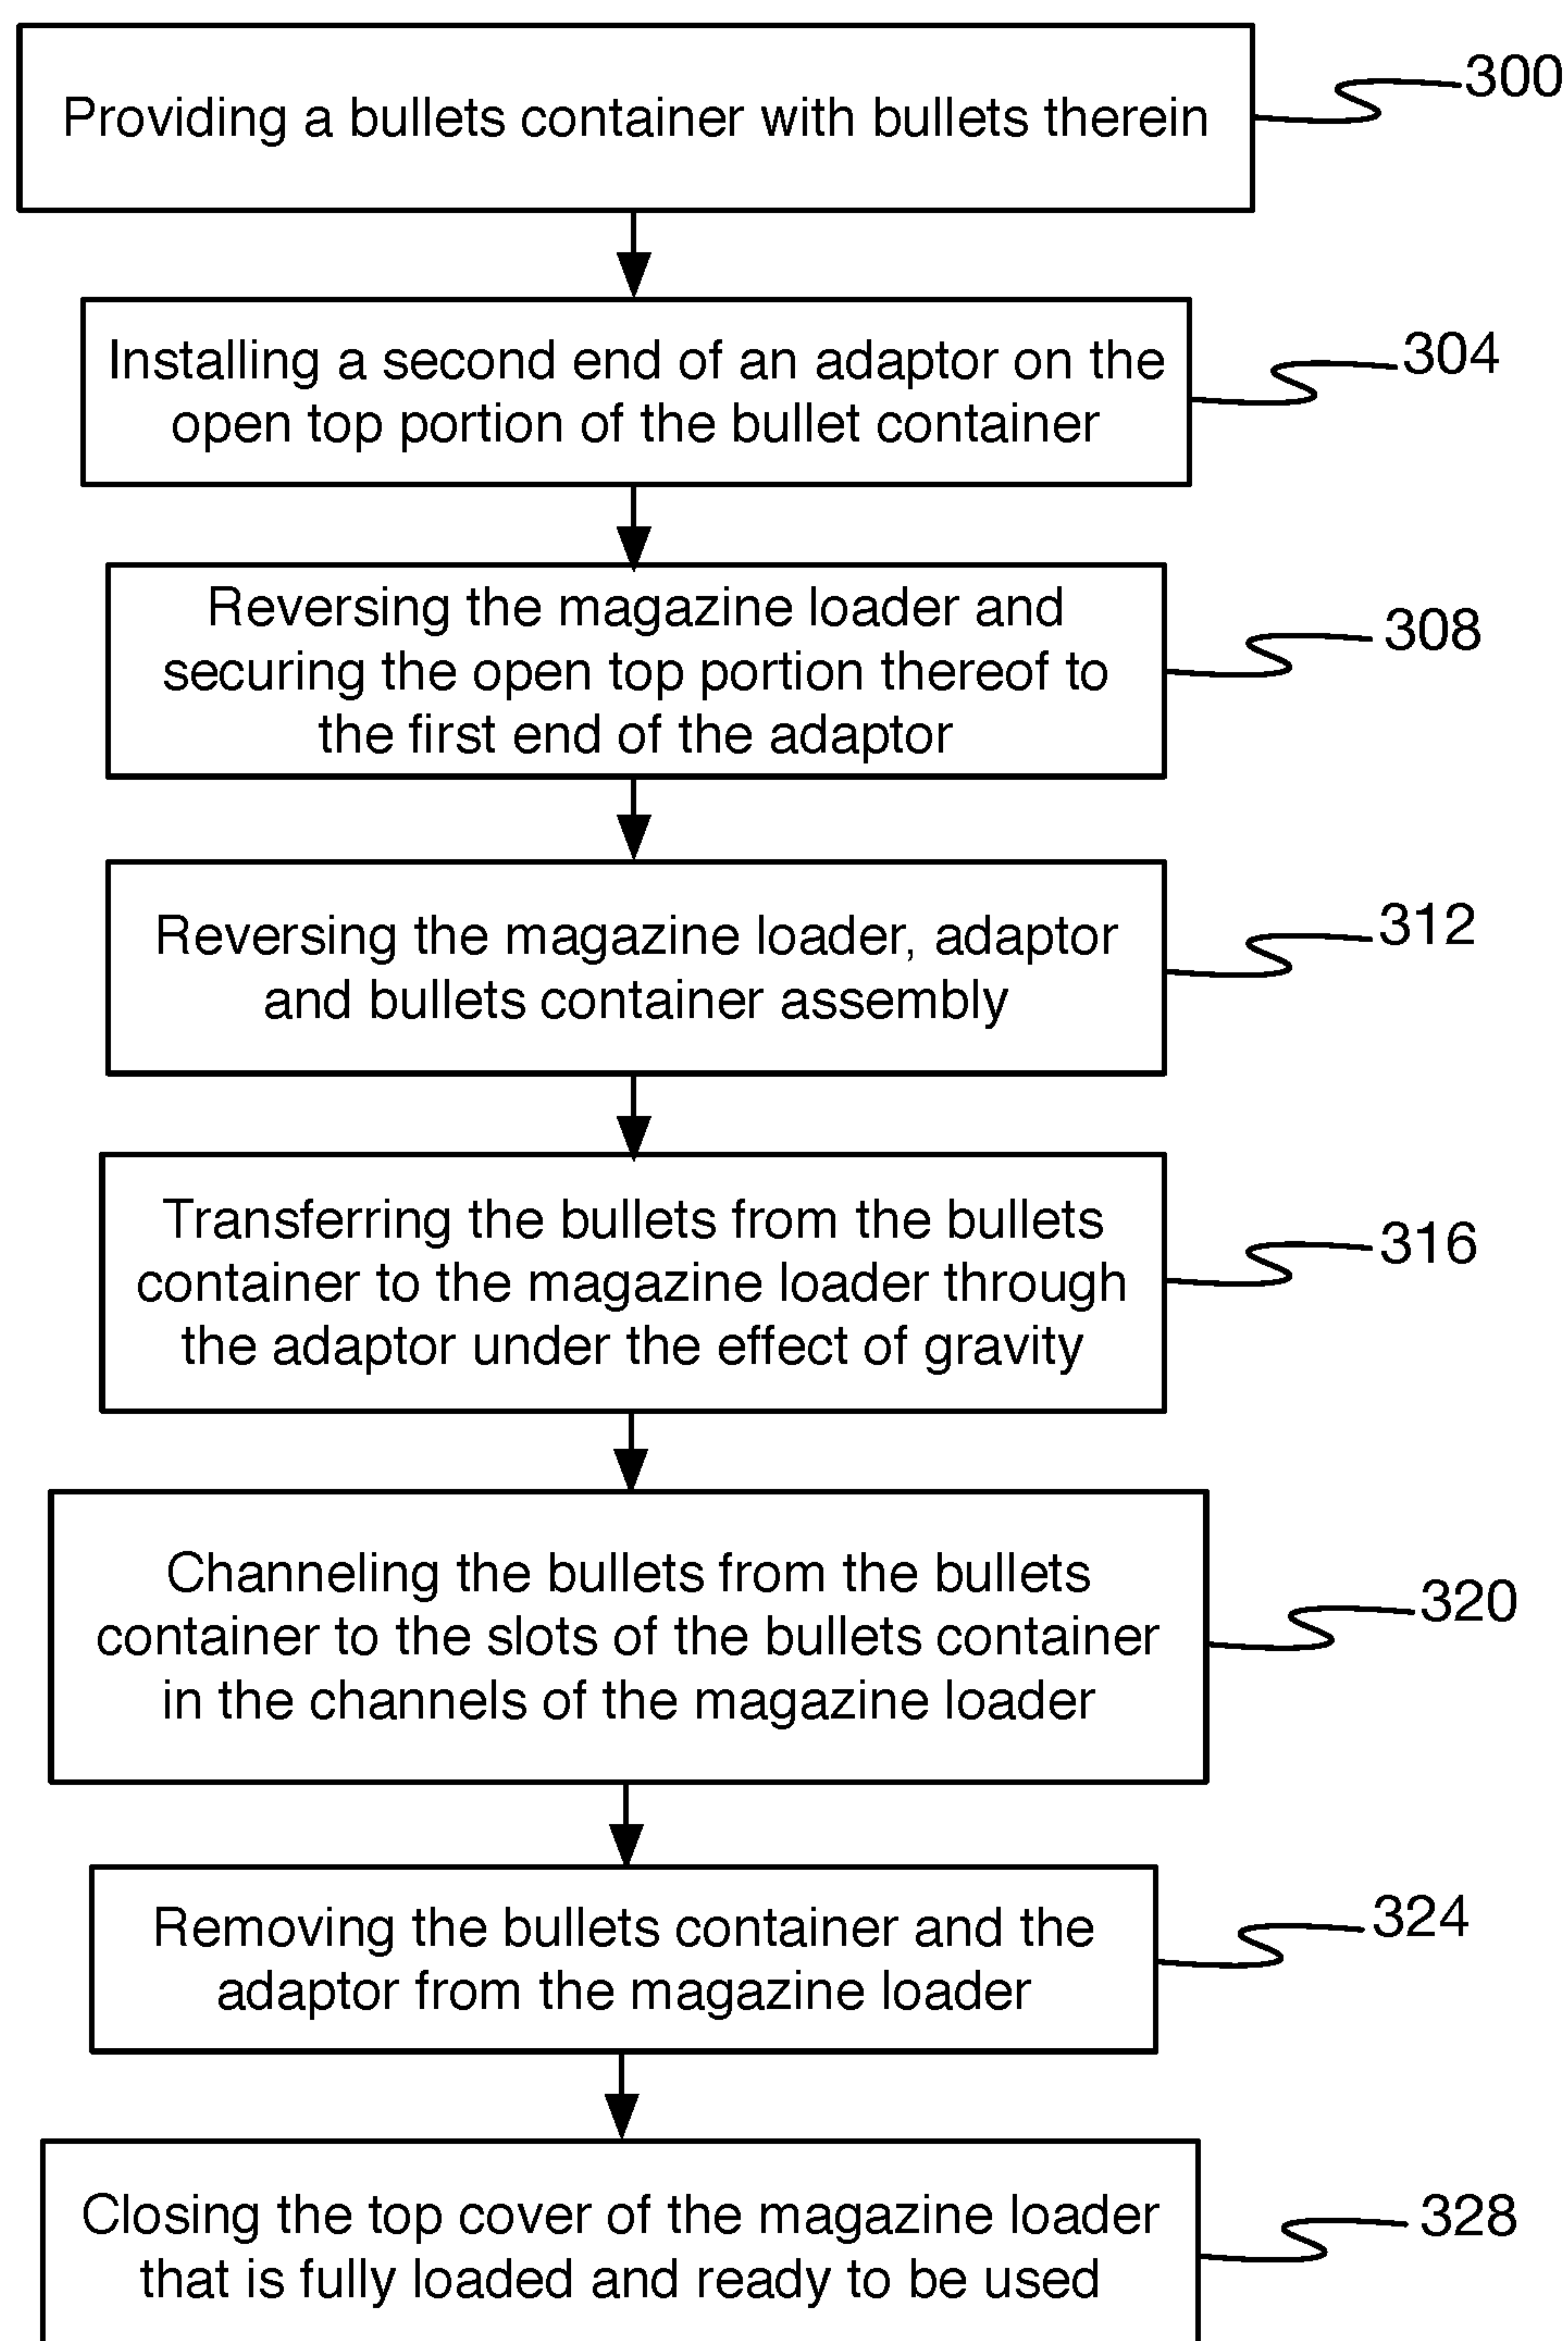 Providing a bullets container with bullets therein
300
Installing a second end of an adaptor on the
open top portion of the bullet container
304
Reversing the magazine loader and
securing the open top portion thereof to
the first end of the adaptor
308
Reversing the magazine loader, adaptor
and bullets container assembly
312
Transferring the bullets from the bullets
container to the magazine loader through
the adaptor under the effect of gravity
316
Channeling the bullets from the bullets
container to the slots of the bullets container
in the channels of the magazine loader
320
Removing the bullets container and the
adaptor from the magazine loader
324
Closing the top cover of the magazine loader
that is fully loaded and ready to be used
328